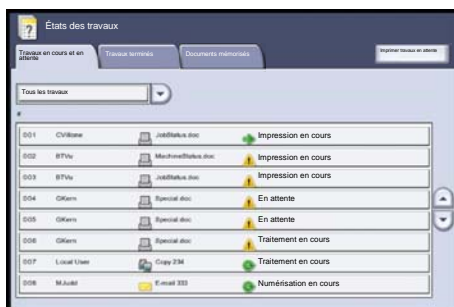 États des travaux
Travaux en cours et en attente
Travaux terminés
Documents mémorisés
Imprimer travaux en attente
Tous les travaux
#
001 CVillone JobStatus.doc Impression en cours
002 BTVu MachineStatus.doc Impression en cours
003 BTVu JobStatus.doc Impression en cours
004 GKern Special.doc En attente
005 GKern Special.doc En attente
006 GKern Special.doc Traitement en cours
007 Local User Copy 234 Traitement en cours
008 MJudd E-mail 333 Numérisation en cours